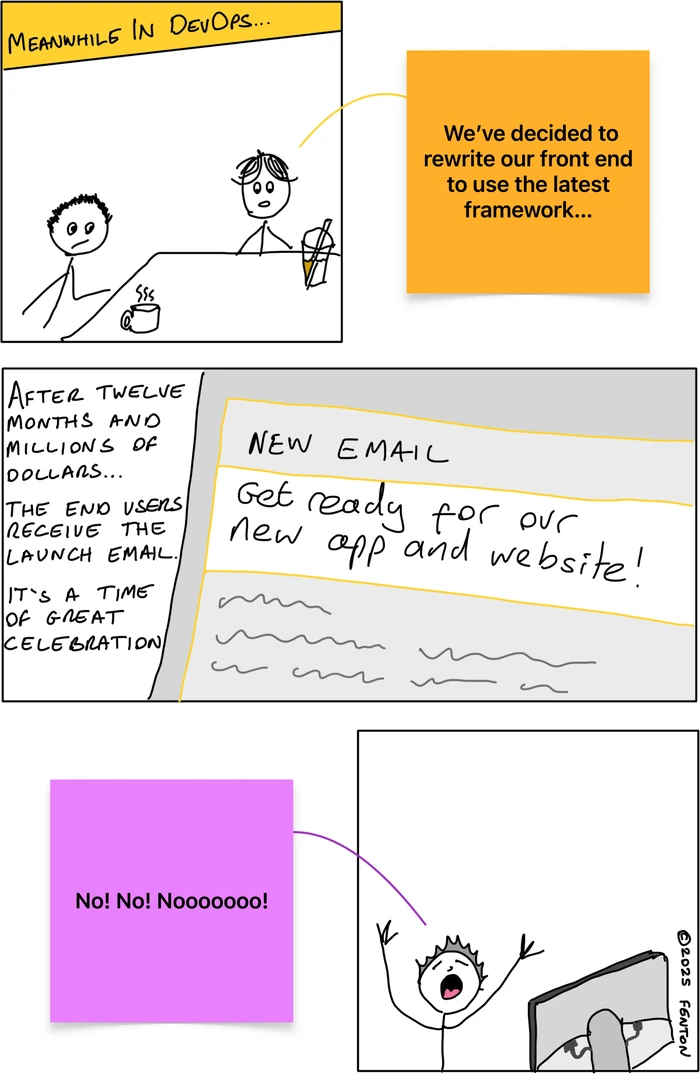 MEANWHILE IN DEVOPS...
We've decided to
rewrite our front end
to use the latest
framework...
AFTER TWELVE
MONTHS AND
MILLIONS OF
DOLLARS...
THE END USERS
RECEIVE THE
LAUNCH EMAIL.
IT'S A TIME
OF GREAT
CELEBRATION
NEW EMAIL
Get ready for our
new app and website!
No! No! Nooooooo!
©2025 FENTON